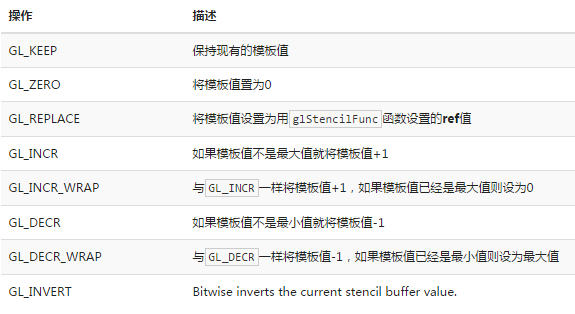 操作 描述
GL_KEEP 保持现有的模板值
GL_ZERO 将模板值置为0
GL_REPLACE 将模板值设置为用glStencilFunc函数设置的ref值
GL_INCR 如果模板值不是最大值就将模板值+1
GL_INCR_WRAP 与GL_INCR一样将模板值+1，如果模板值已经是最大值则设为0
GL_DECR 如果模板值不是最小值就将模板值-1
GL_DECR_WRAP 与GL_DECR一样将模板值-1，如果模板值已经是最小值则设为最大值
GL_INVERT Bitwise inverts the current stencil buffer value.